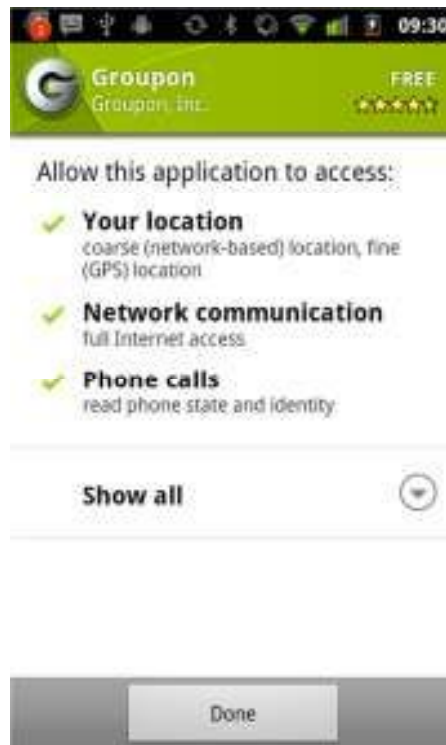 09:30
Groupon
FREE
Groupon, Inc.
Allow this application to access:
Your location
coarse (network-based) location, fine
(GPS) location
Network communication
full Internet access
Phone calls
read phone state and identity
Show all
Done